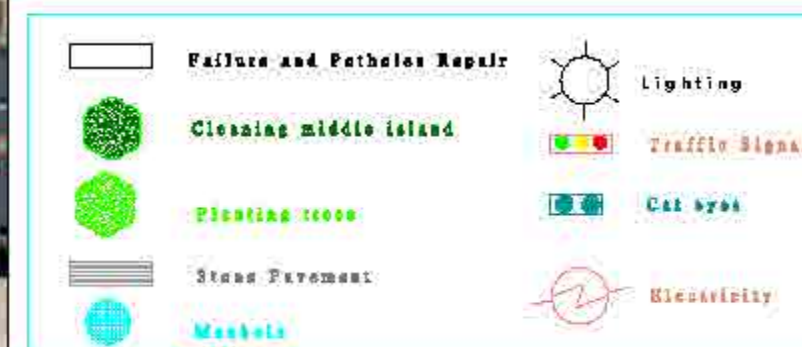 Failure and Potholes Repair
Cleaning middle island
Planting trees
Stone Pavement
Manhole
Lighting
Traffic Signa
Cat eyes
Electricity